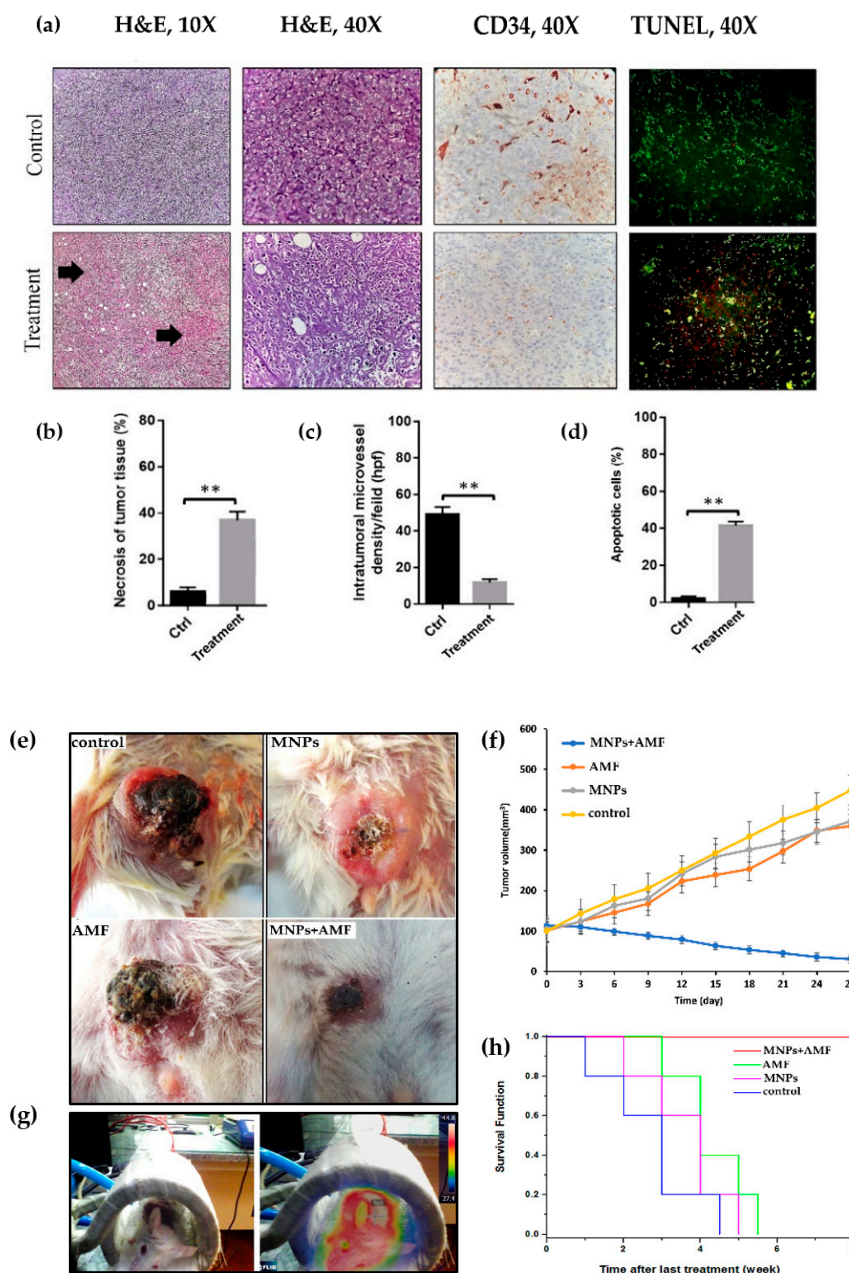 (a)
H&E, 10X
H&E, 40X
CD34, 40X
TUNEL, 40X
Control
Treatment
(b)
Necrosis of tumor tissue (%)
80
60
40
20
0
**
Ctrl
Treatment
(c)
Intratumoral microvessel
density/feild (hpf)
100
80
60
40
20
0
**
Ctrl
Treatment
(d)
Apoptotic cells (%)
100
80
60
40
20
0
**
Ctrl
Treatment
(e)
control
MNPs
AMF
MNPs+AMF
(f)
Tumor volume(mm³)
600
500
400
300
200
100
0
MNPs+AMF
AMF
MNPs
control
0 3 6 9 12 15 18 21 24
Time (day)
(g)
44.8
27.4
FLIR
(h)
Survival Function
1.0
0.8
0.6
0.4
0.2
0.0
MNPs+AMF
AMF
MNPs
control
0 2 4 6
Time after last treatment (week)